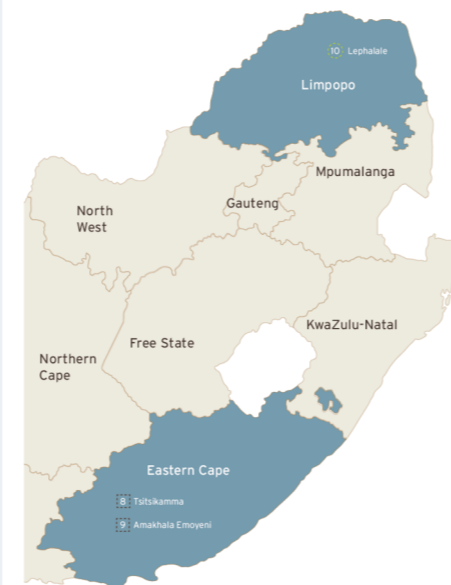 10 Lephalale
Limpopo
Mpumalanga
Gauteng
North
West
KwaZulu-Natal
Free State
Northern
Cape
Eastern Cape
8 Tsitsikamma
9 Amakhala Emoyeni